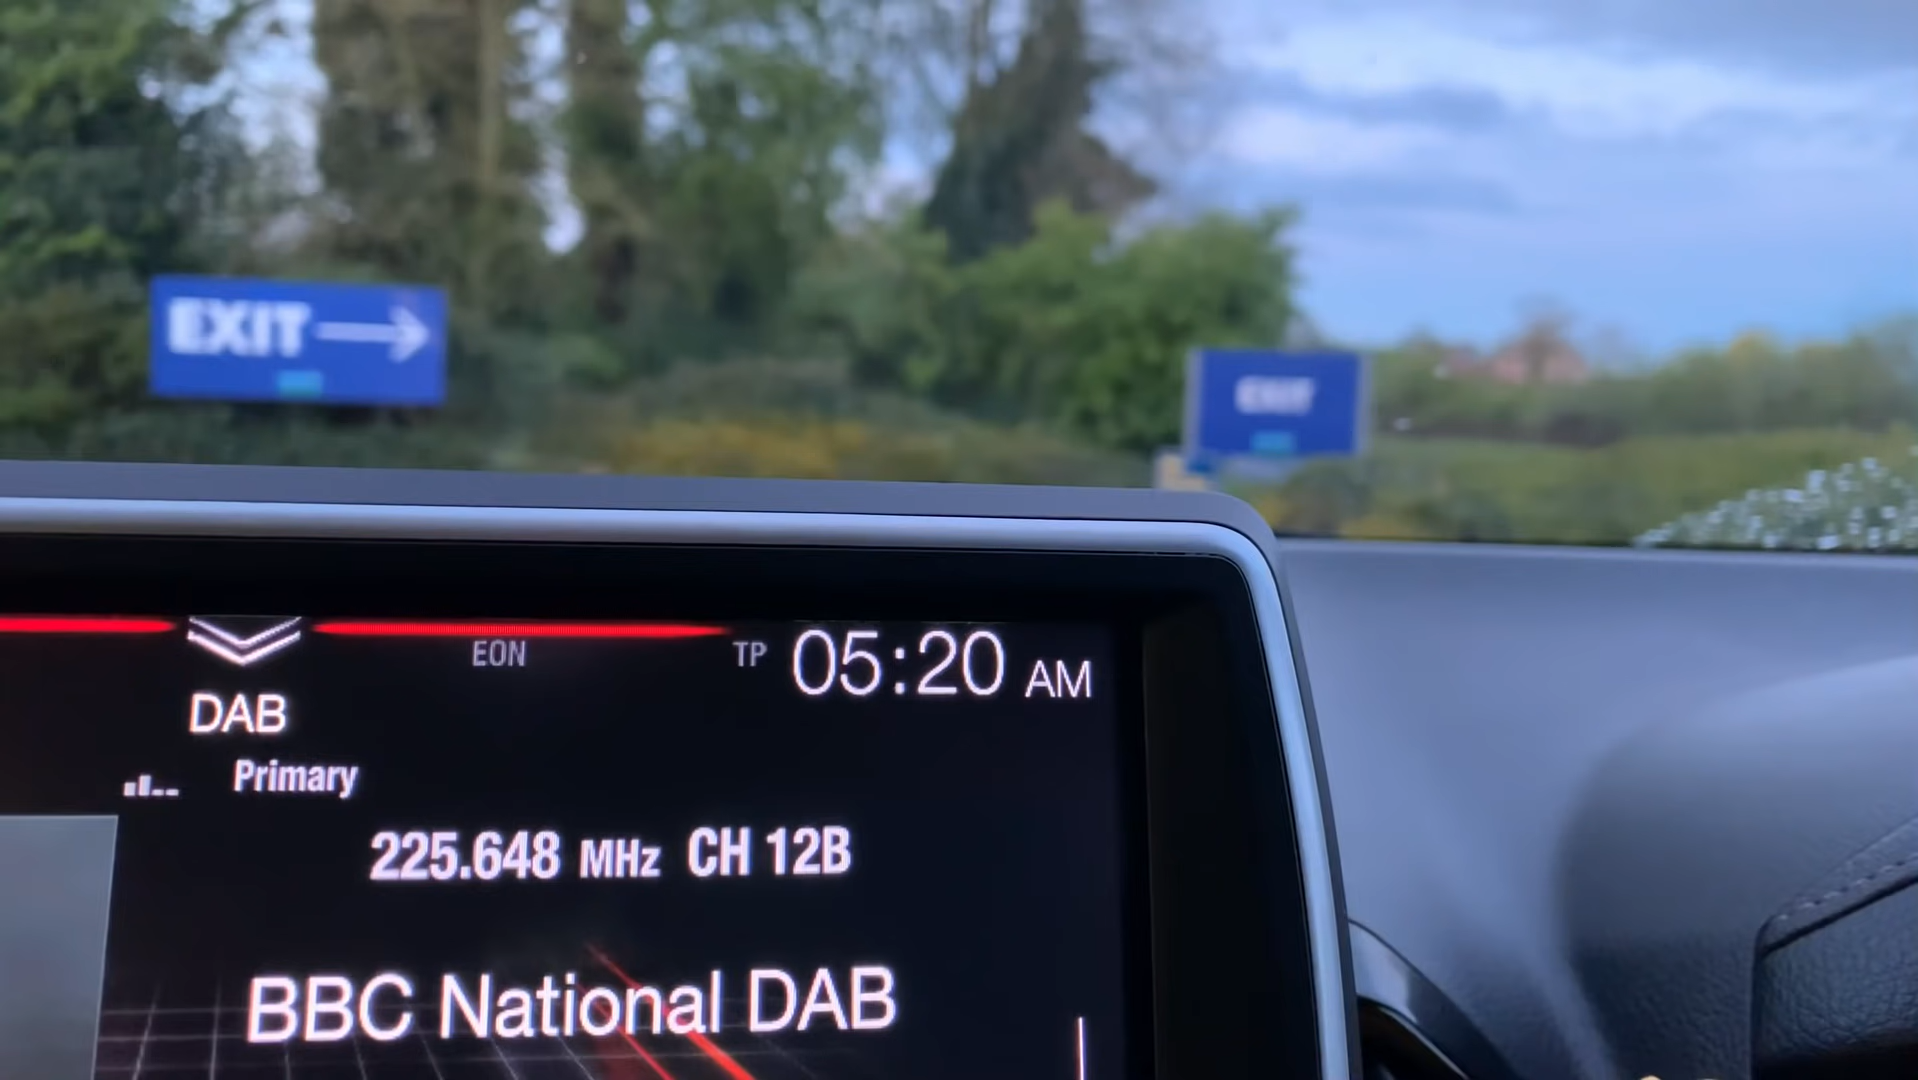 EXIT →
EXIT
EON
TP
05:20 AM
DAB
Primary
225.648 MHz CH 12B
BBC National DAB